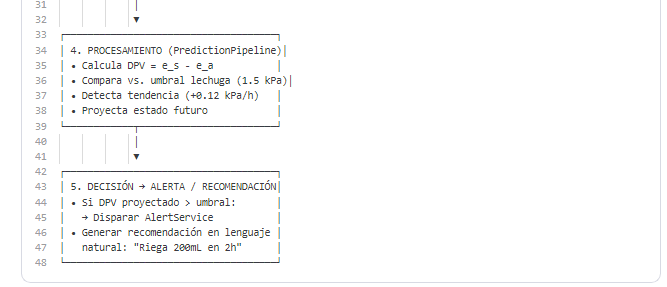 31
32 ▼
33
34 4. PROCESAMIENTO (PredictionPipeline)
35 • Calcula DPV = e_s - e_a
36 • Compara vs. umbral lechuga (1.5 kPa)
37 • Detecta tendencia (+0.12 kPa/h)
38 • Proyecta estado futuro
39
40
41 ▼
42
43 5. DECISIÓN → ALERTA / RECOMENDACIÓN
44 • Si DPV proyectado > umbral:
45 → Disparar AlertService
46 • Generar recomendación en lenguaje
47 natural: "Riega 200mL en 2h"
48